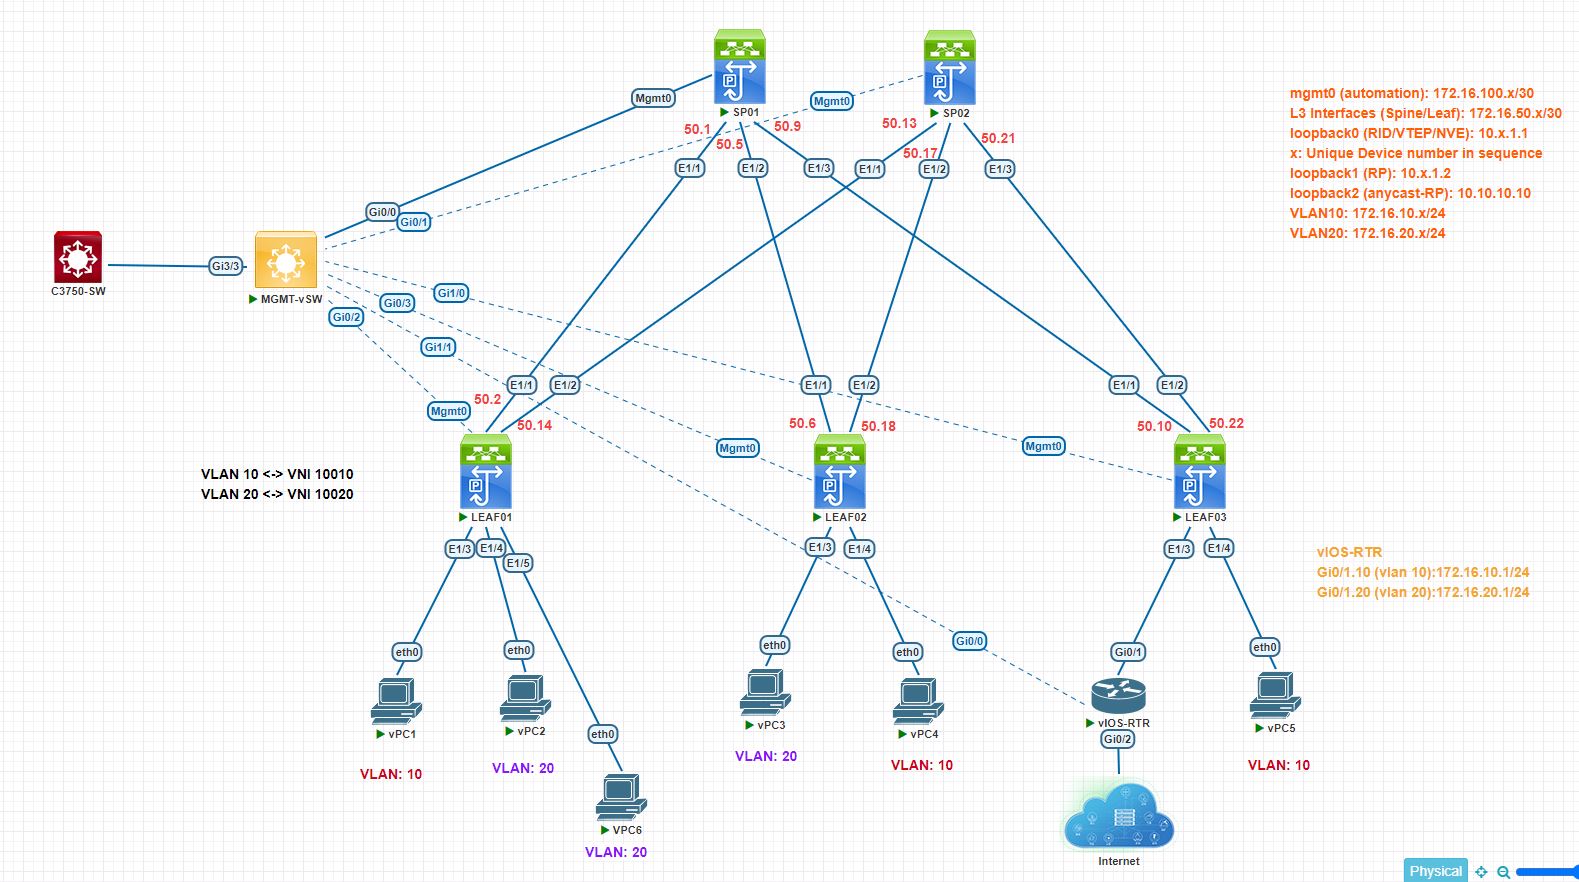 SP01
SP02
Mgmt0
Mgmt0
mgmt0 (automation): 172.16.100.x/30
L3 Interfaces (Spine/Leaf): 172.16.50.x/30
loopback0 (RID/VTEP/NVE): 10.x.1.1
x: Unique Device number in sequence
loopback1 (RP): 10.x.1.2
loopback2 (anycast-RP): 10.10.10.10
VLAN10: 172.16.10.x/24
VLAN20: 172.16.20.x/24
50.1
50.9
50.5
50.13
50.17
50.21
E1/1
E1/2
E1/3
E1/1
E1/2
E1/3
Gi0/0
Gi0/1
Gi3/3
C3750-SW
MGMT-vSW
Gi1/0
Gi0/3
Gi0/2
Gi1/1
E1/1
E1/2
E1/1
E1/2
E1/1
E1/2
50.2
Mgmt0
50.14
50.6
50.18
50.10
50.22
Mgmt0
Mgmt0
VLAN 10 <-> VNI 10010
VLAN 20 <-> VNI 10020
LEAF01
LEAF02
LEAF03
E1/3
E1/4
E1/5
E1/3
E1/4
E1/3
E1/4
vIOS-RTR
Gi0/1.10 (vlan 10):172.16.10.1/24
Gi0/1.20 (vlan 20):172.16.20.1/24
eth0
eth0
eth0
eth0
Gi0/0
Gi0/1
eth0
vPC1
vPC2
vPC3
vPC4
vIOS-RTR
vPC5
eth0
Gi0/2
VLAN: 10
VLAN: 20
VLAN: 20
VLAN: 10
VLAN: 10
VPC6
VLAN: 20
Internet
Physical